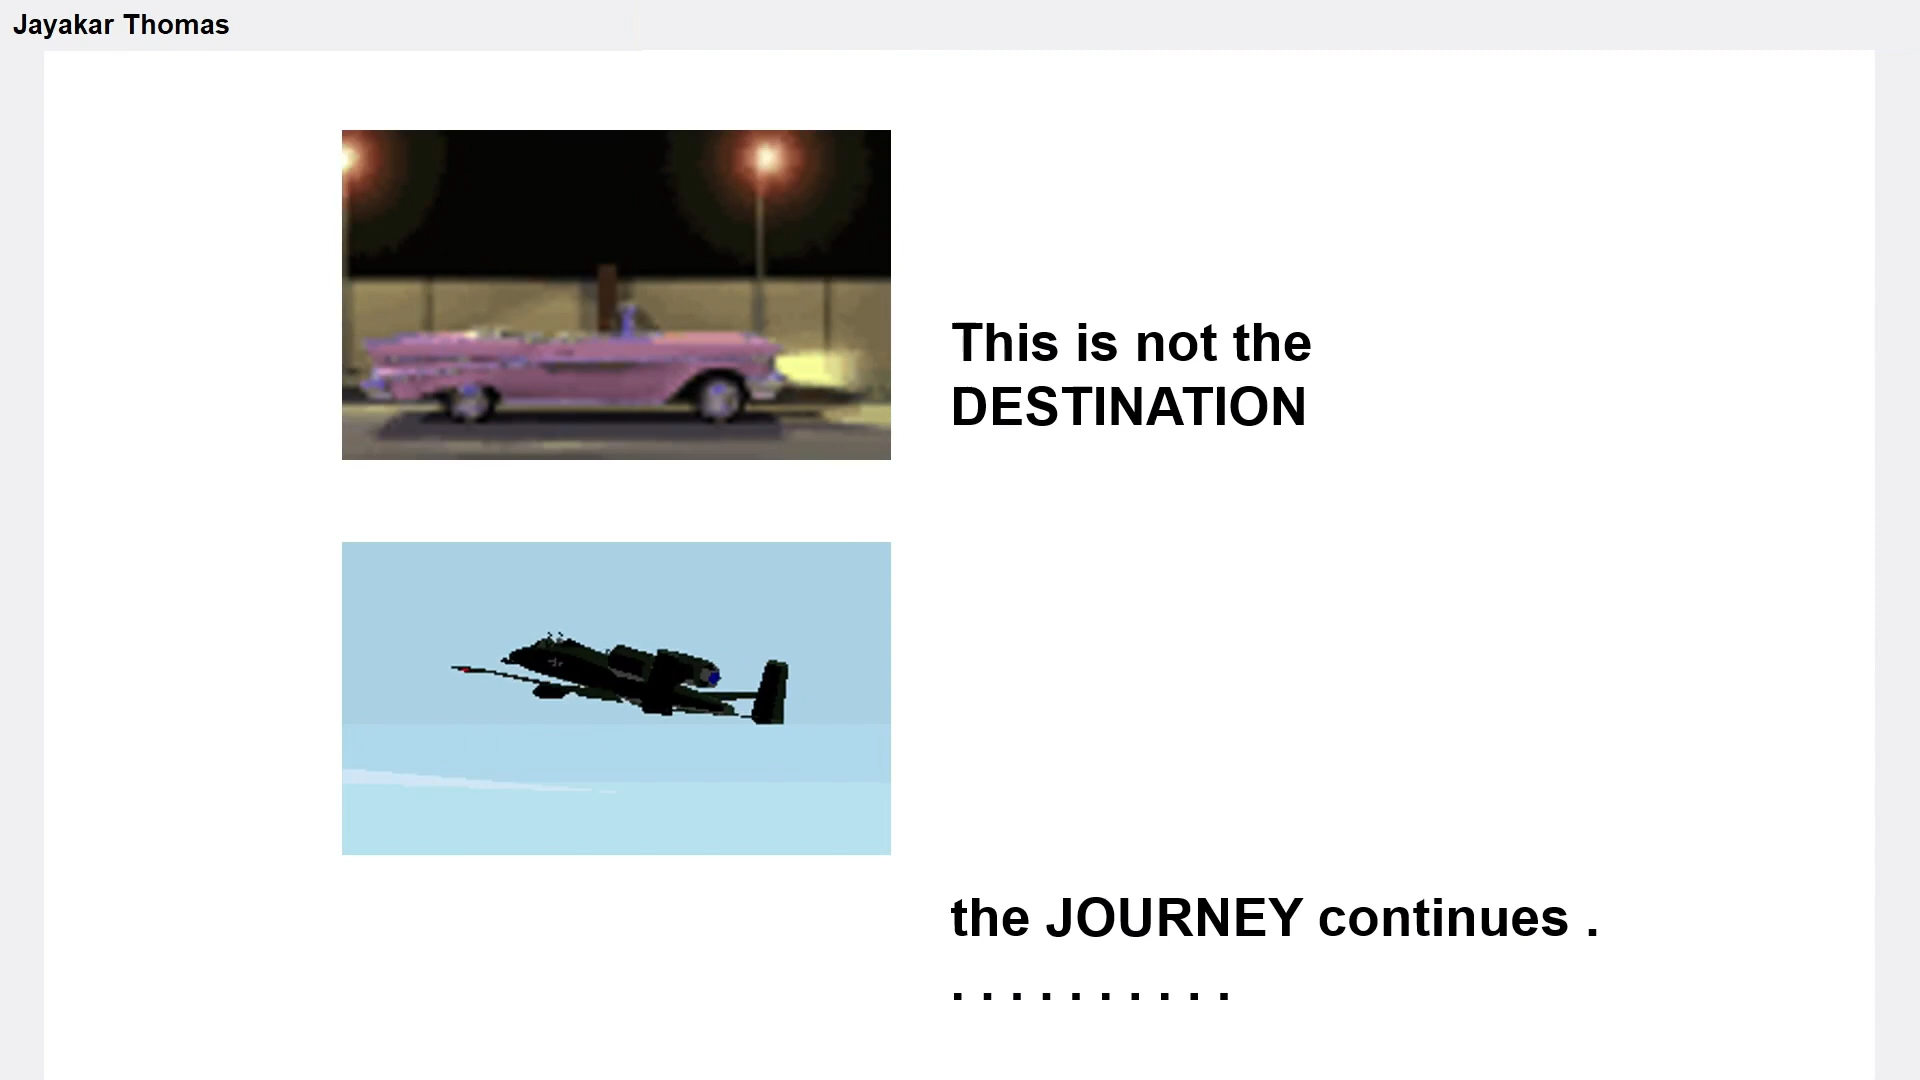 Jayakar Thomas
This is not the
DESTINATION
the JOURNEY continues .
. . . . . . . . . .